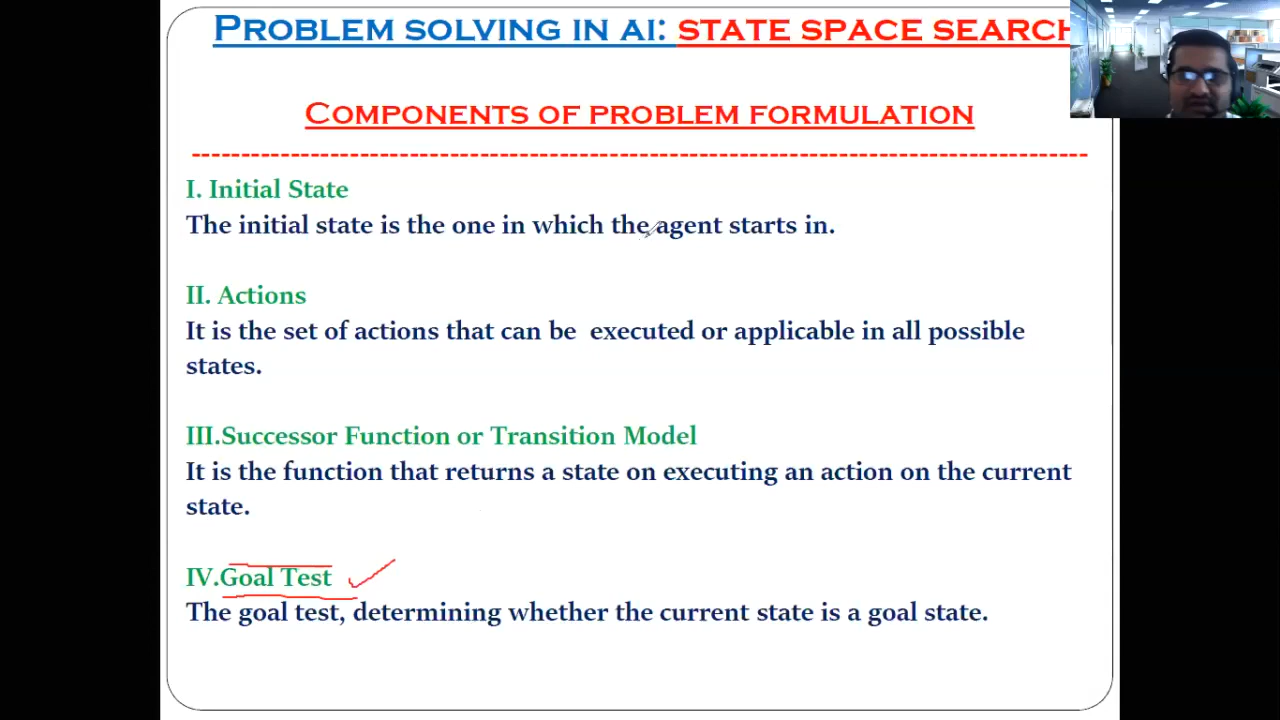 PROBLEM SOLVING IN AI: STATE SPACE SEARCH
COMPONENTS OF PROBLEM FORMULATION
I. Initial State
The initial state is the one in which the agent starts in.
II. Actions
It is the set of actions that can be executed or applicable in all possible
states.
III.Successor Function or Transition Model
It is the function that returns a state on executing an action on the current
state.
IV.Goal Test
The goal test, determining whether the current state is a goal state.